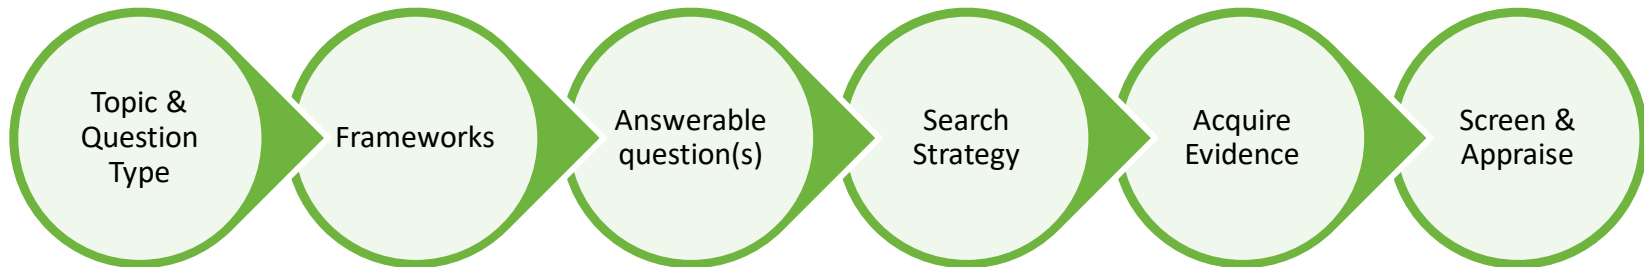 Topic &
Question
Type
Frameworks
Answerable
question(s)
Search
Strategy
Acquire
Evidence
Screen &
Appraise